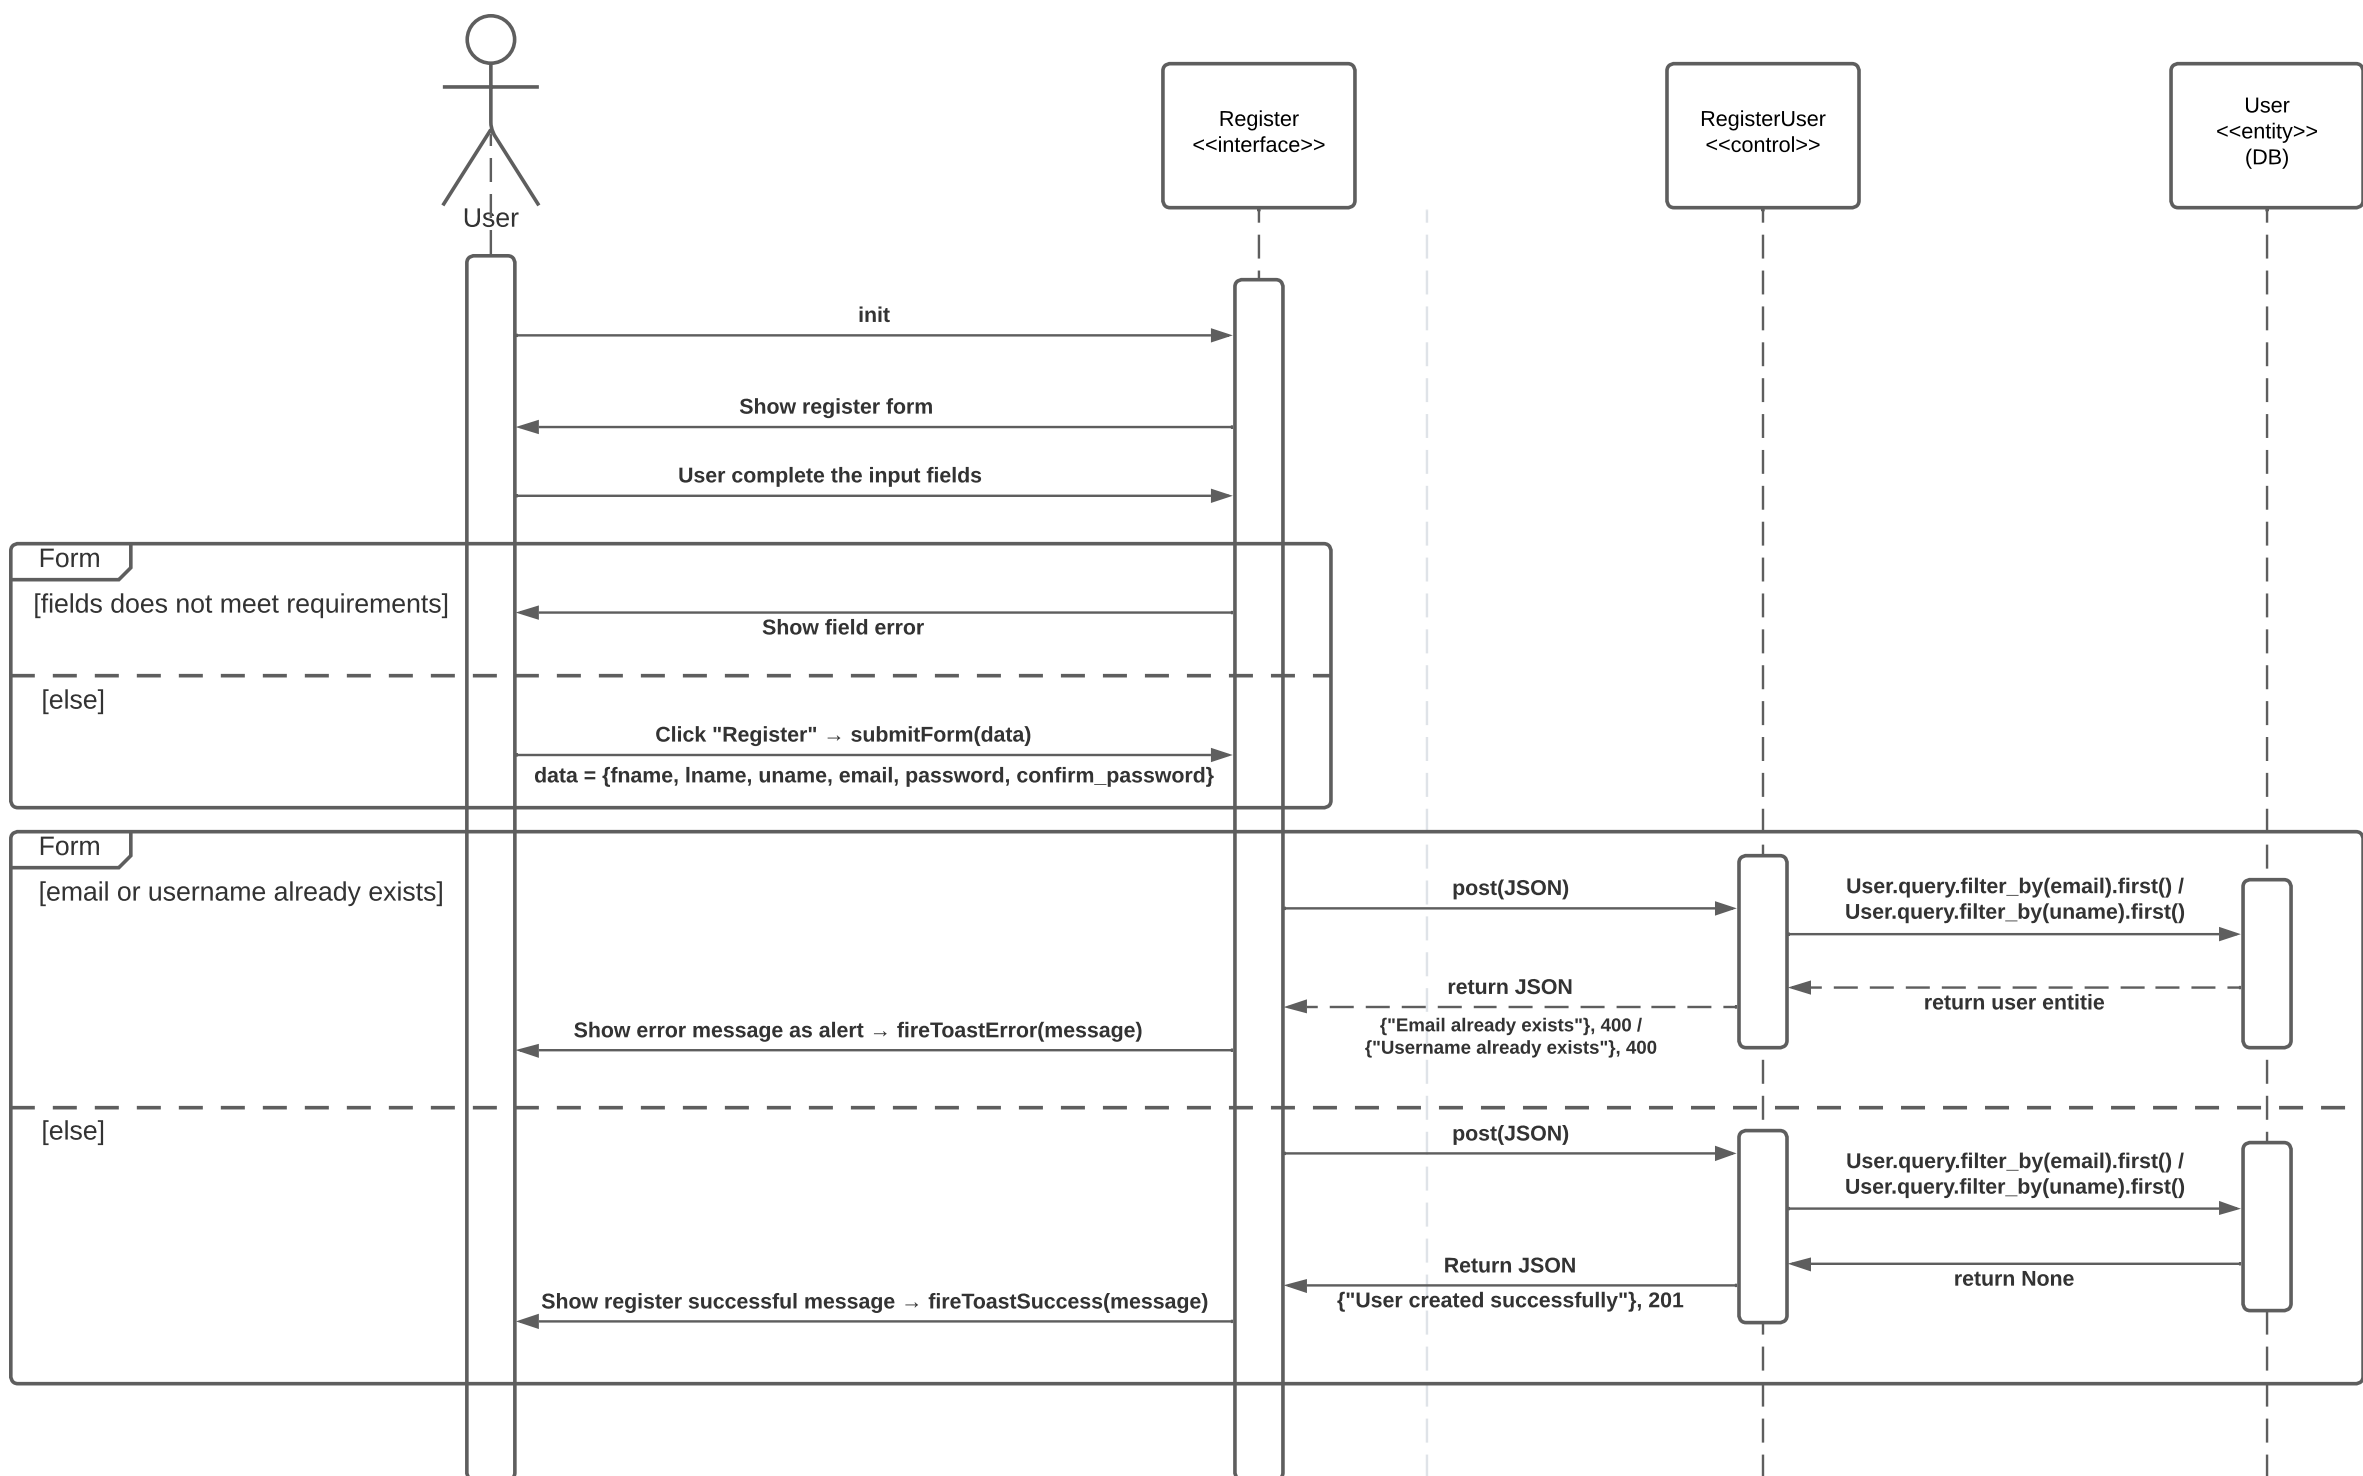 User
Register
<<interface>>
RegisterUser
<<control>>
User
<<entity>>
(DB)
init
Show register form
User complete the input fields
Form
[fields does not meet requirements]
Show field error
[else]
Click "Register" → submitForm(data)
data = {fname, lname, uname, email, password, confirm_password}
Form
[email or username already exists]
post(JSON)
User.query.filter_by(email).first() /
User.query.filter_by(uname).first()
return JSON
return user entitie
{"Email already exists"}, 400 /
{"Username already exists"}, 400
Show error message as alert → fireToastError(message)
[else]
post(JSON)
User.query.filter_by(email).first() /
User.query.filter_by(uname).first()
Return JSON
return None
{"User created successfully"}, 201
Show register successful message → fireToastSuccess(message)